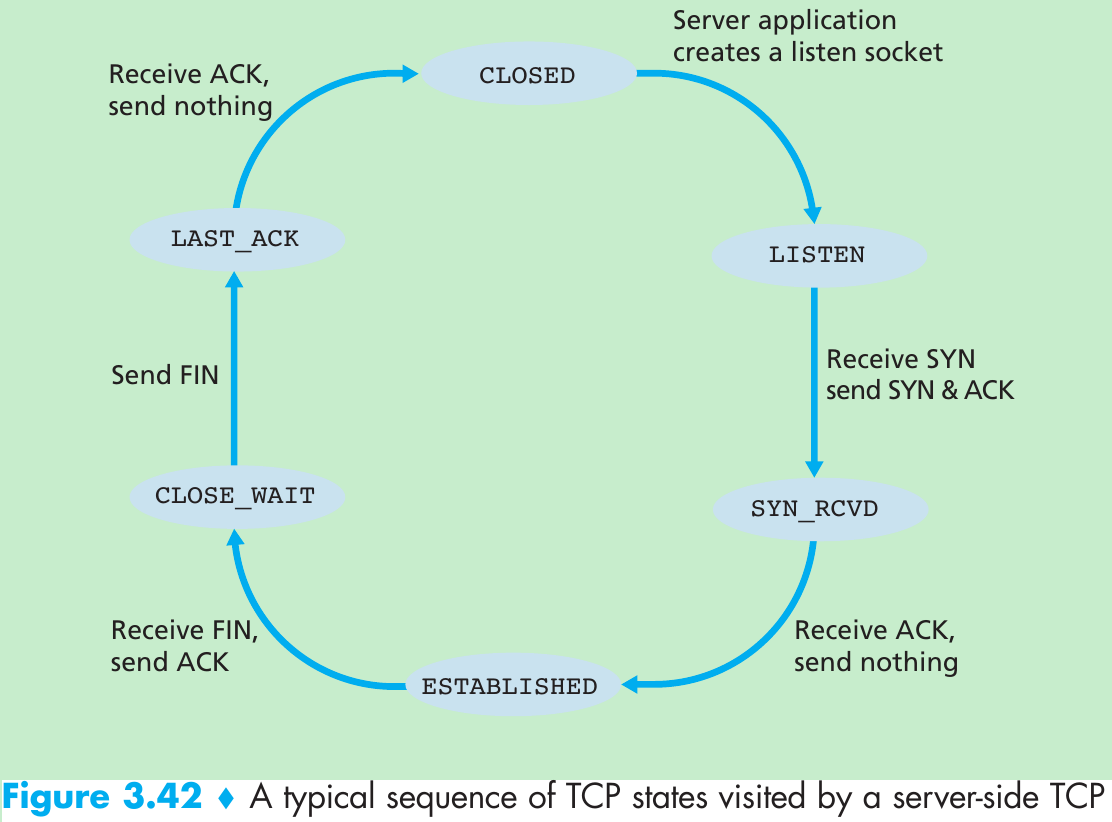 Server application
creates a listen socket
Receive ACK,
send nothing
CLOSED
LAST_ACK
LISTEN
Receive SYN
send SYN & ACK
Send FIN
CLOSE_WAIT
SYN_RCVD
Receive FIN,
send ACK
Receive ACK,
send nothing
ESTABLISHED
Figure 3.42 ♦ A typical sequence of TCP states visited by a server-side TCP